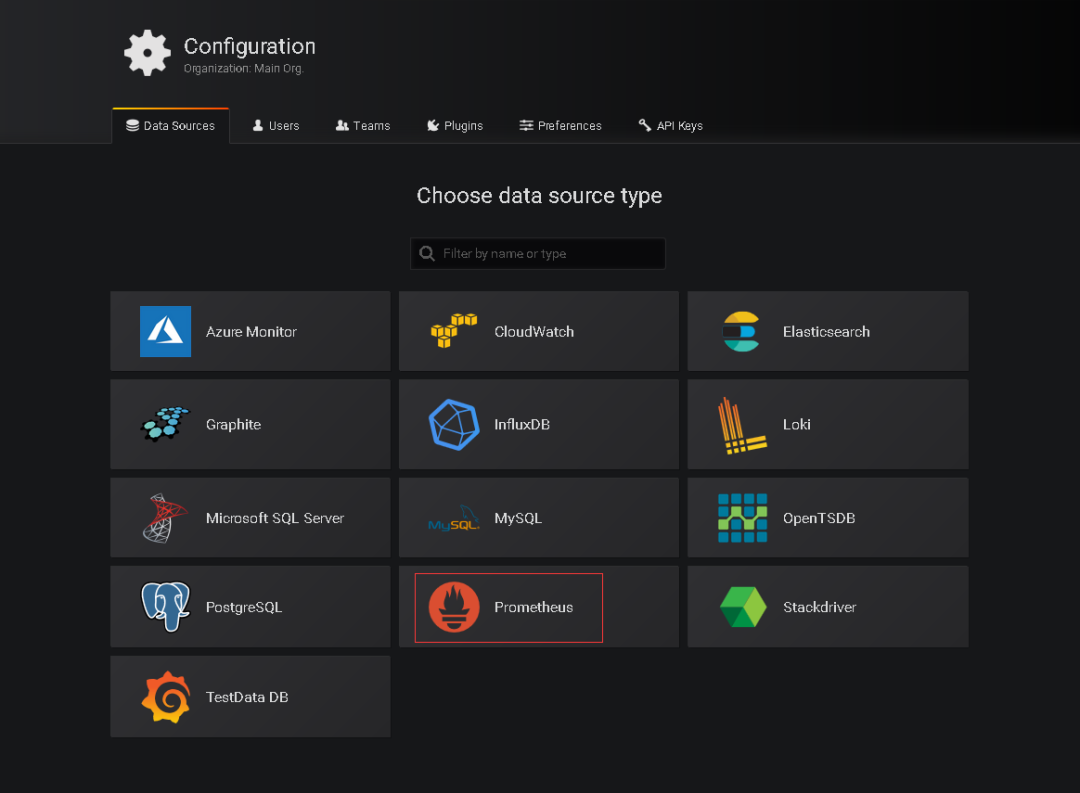 Configuration
Organization: Main Org.
Data Sources Users Teams Plugins Preferences API Keys
Choose data source type
Filter by name or type
Azure Monitor
CloudWatch
Elasticsearch
Graphite
InfluxDB
Loki
Microsoft SQL Server
MySQL
MySQL
OpenTSDB
PostgreSQL
Prometheus
Stackdriver
TestData DB